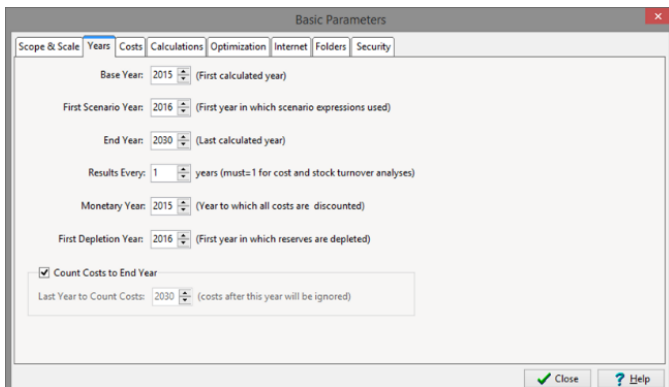 Basic Parameters
Scope & Scale Years Costs Calculations Optimization Internet Folders Security
Base Year: 2015 (First calculated year)
First Scenario Year: 2016 (First year in which scenario expressions used)
End Year: 2030 (Last calculated year)
Results Every: 1 years (must=1 for cost and stock turnover analyses)
Monetary Year: 2015 (Year to which all costs are discounted)
First Depletion Year: 2016 (First year in which reserves are depleted)
Count Costs to End Year
Last Year to Count Costs: 2030 (costs after this year will be ignored)
Close ? Help